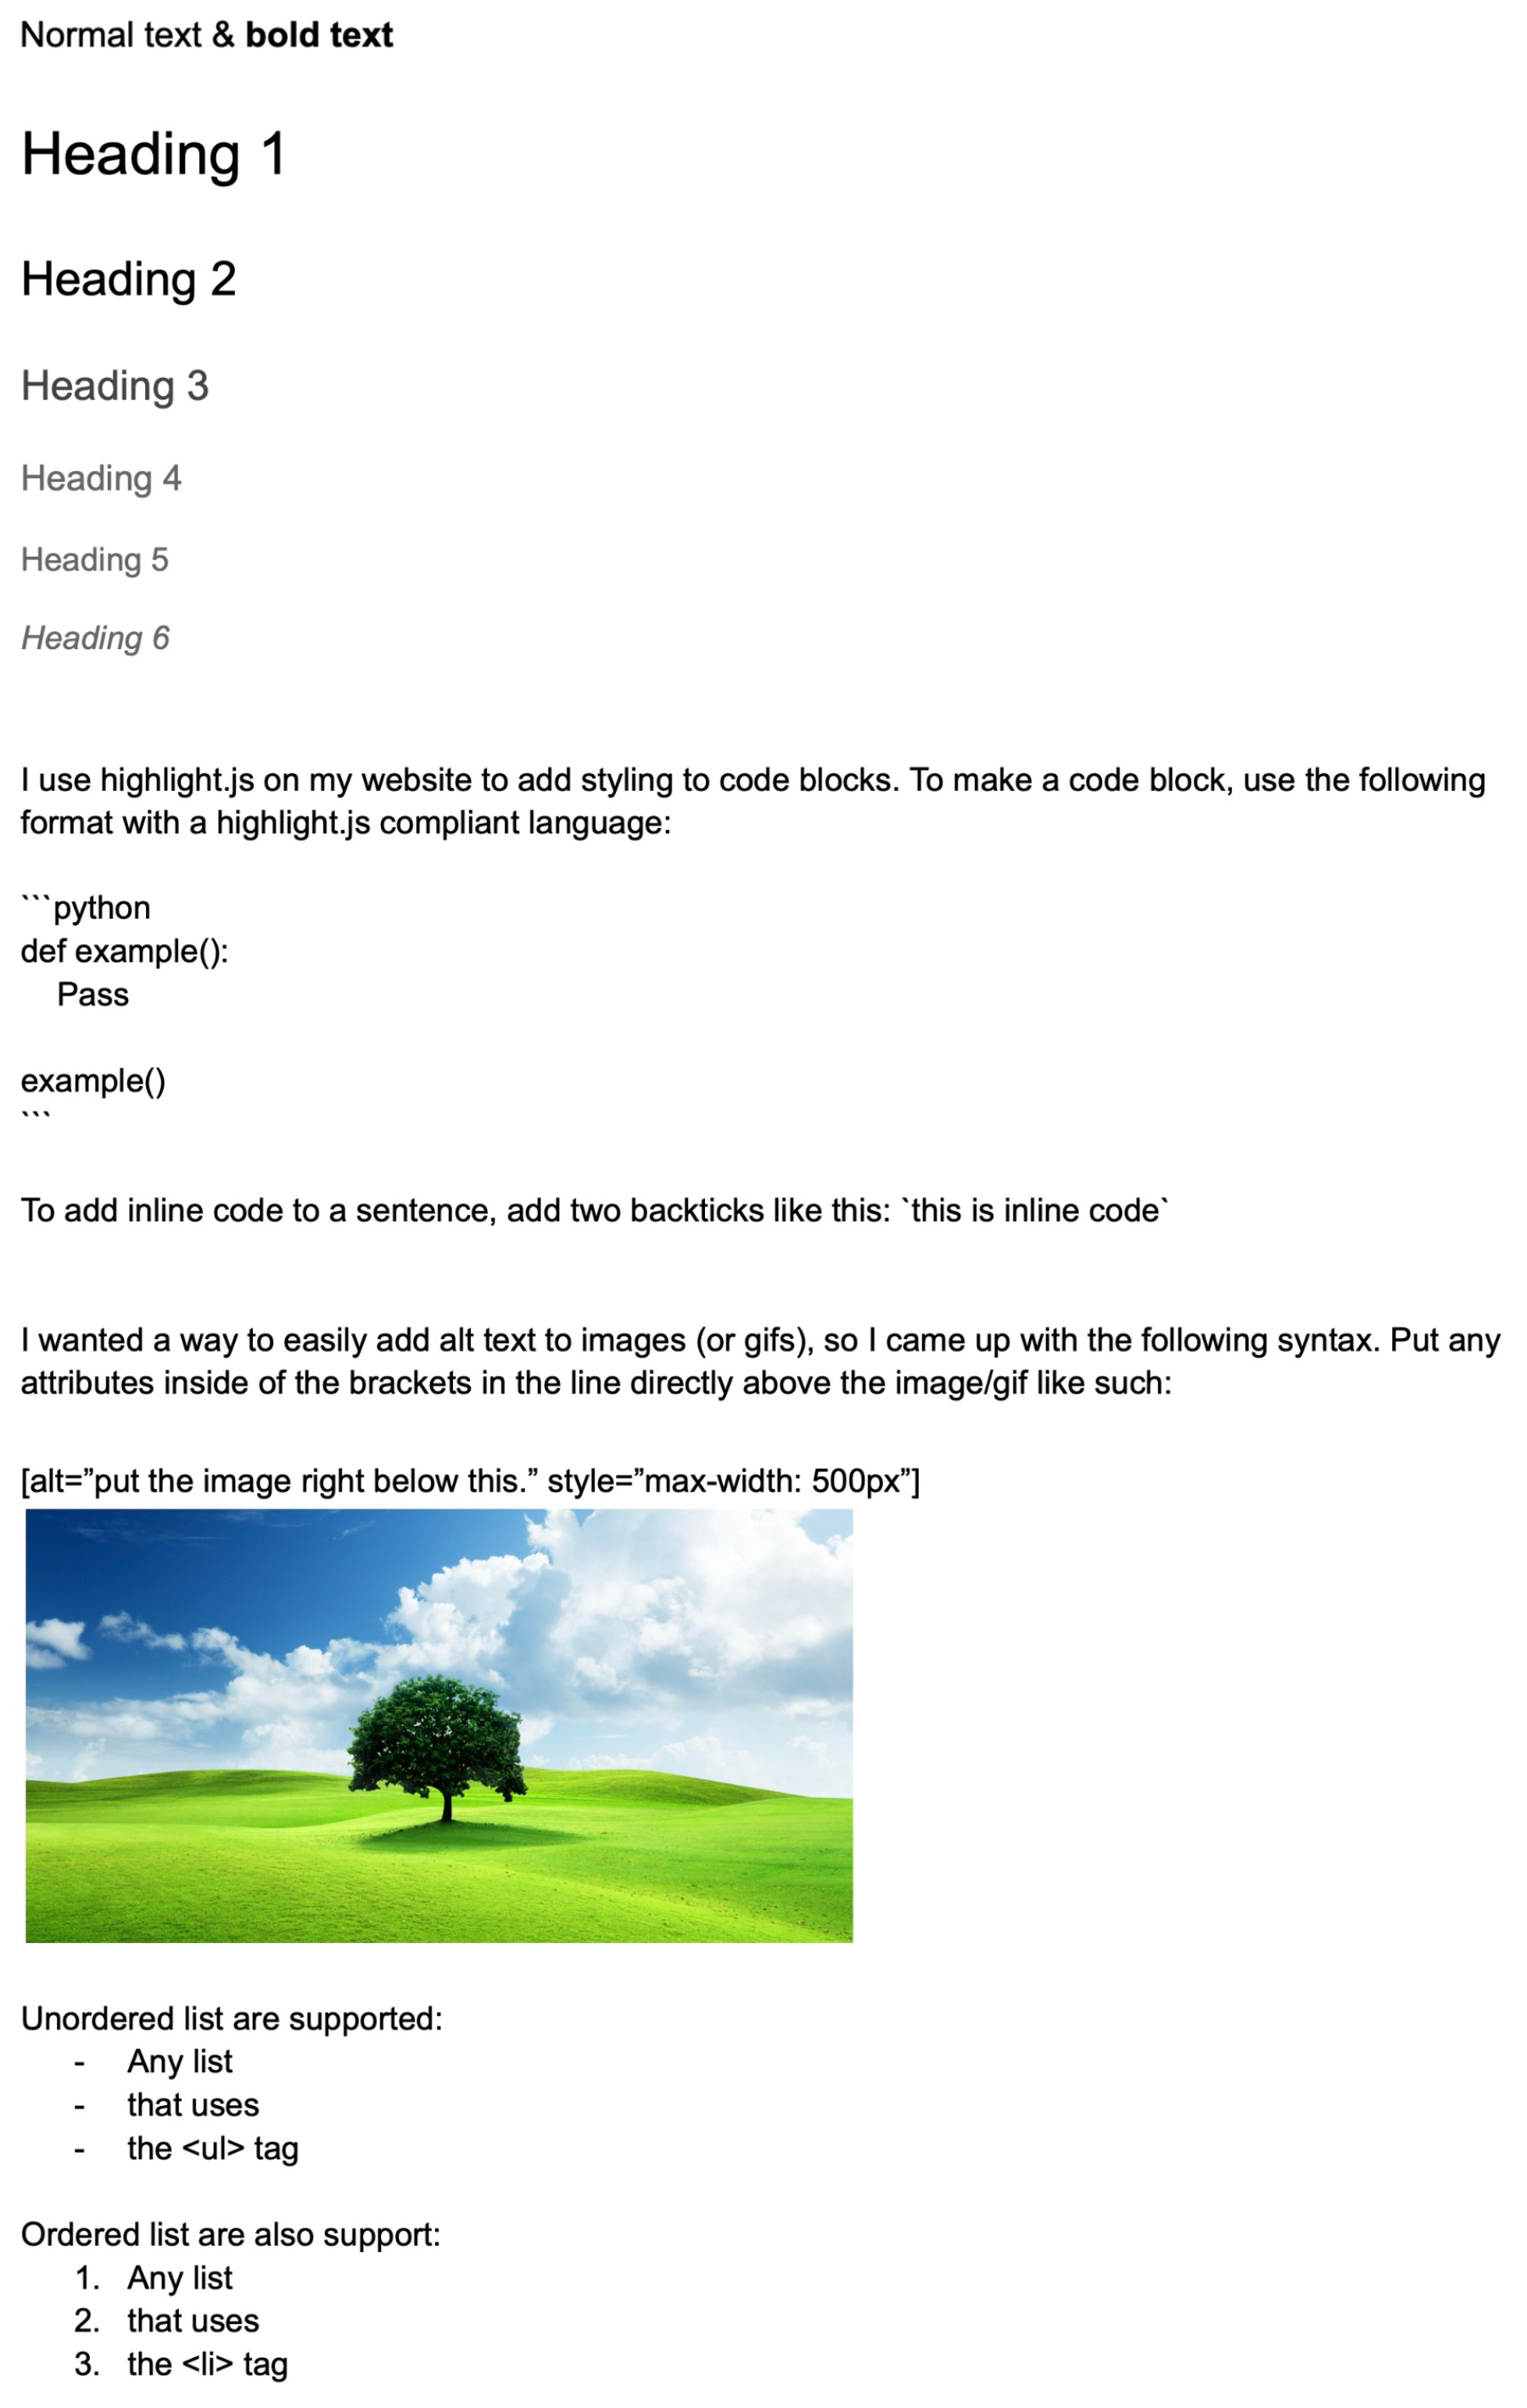 Normal text & bold text
Heading 1
Heading 2
Heading 3
Heading 4
Heading 5
Heading 6
I use highlight.js on my website to add styling to code blocks. To make a code block, use the following
format with a highlight.js compliant language:
```python
def example():
    Pass
example()
```
To add inline code to a sentence, add two backticks like this: `this is inline code`
I wanted a way to easily add alt text to images (or gifs), so I came up with the following syntax. Put any
attributes inside of the brackets in the line directly above the image/gif like such:
[alt=”put the image right below this.” style=”max-width: 500px”]
Unordered list are supported:
- Any list
- that uses
- the <ul> tag
Ordered list are also support:
1. Any list
2. that uses
3. the <li> tag